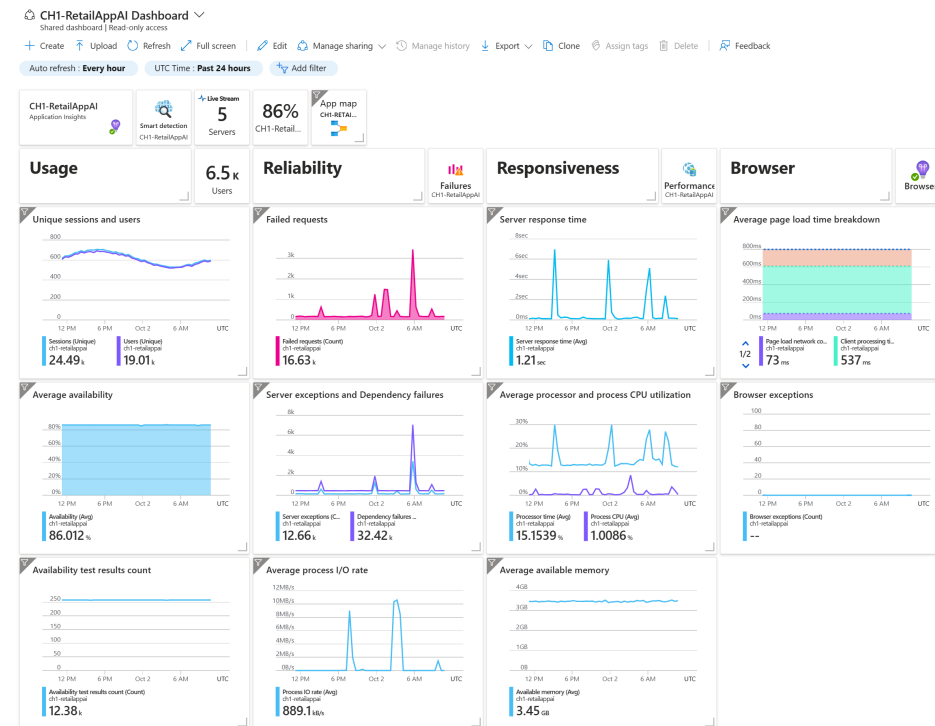 CH1-RetailAppAI Dashboard
Shared dashboard | Read-only access
Create Upload Refresh Full screen Edit Manage sharing Manage history Export Clone Assign tags Delete Feedback
Auto refresh : Every hour UTC Time : Past 24 hours Add filter
CH1-RetailAppAI
Application Insights
Smart detection
CH1-RetailAppAI
Live Stream
5
Servers
86%
CH1-Retail...
App map
CH1-RETAI...
Usage
6.5 K
Users
Reliability
Failures
CH1-RetailAppAI
Responsiveness
Performance
CH1-RetailAppAI
Browser
Browse
Unique sessions and users
800
600
400
200
0
12 PM 6 PM Oct 2 6 AM UTC
Sessions (Unique)
ch1-retailappai
24.49 k
Users (Unique)
ch1-retailappai
19.01 k
Failed requests
3k
2k
1k
0
12 PM 6 PM Oct 2 6 AM UTC
Failed requests (Count)
ch1-retailappai
16.63 k
Server response time
8sec
6sec
4sec
2sec
0ms
12 PM 6 PM Oct 2 6 AM UTC
Server response time (Avg)
ch1-retailappai
1.21 sec
Average page load time breakdown
800ms
600ms
400ms
200ms
0ms
12 PM 6 PM Oct 2 6 AM UTC
1/2
Page load network co...
ch1-retailappai
73 ms
Client processing ti...
ch1-retailappai
537 ms
Average availability
80%
60%
40%
20%
0%
12 PM 6 PM Oct 2 6 AM UTC
Availability (Avg)
ch1-retailappai
86.012 %
Server exceptions and Dependency failures
8k
6k
4k
2k
0
12 PM 6 PM Oct 2 6 AM UTC
Server exceptions (C...
ch1-retailappai
12.66 k
Dependency failures ...
ch1-retailappai
32.42 k
Average processor and process CPU utilization
30%
20%
10%
0%
12 PM 6 PM Oct 2 6 AM UTC
Processor time (Avg)
ch1-retailappai
15.1539 %
Process CPU (Avg)
ch1-retailappai
1.0086 %
Browser exceptions
100
80
60
40
20
0
12 PM 6 PM Oct 2 6 AM UTC
Browser exceptions (Count)
ch1-retailappai
--
Availability test results count
250
200
150
100
50
0
12 PM 6 PM Oct 2 6 AM UTC
Availability test results count (Count)
ch1-retailappai
12.38 k
Average process I/O rate
12MB/s
10MB/s
8MB/s
6MB/s
4MB/s
2MB/s
0B/s
12 PM 6 PM Oct 2 6 AM UTC
Process IO rate (Avg)
ch1-retailappai
889.1 kB/s
Average available memory
4GB
3GB
2GB
1GB
0B
12 PM 6 PM Oct 2 6 AM UTC
Available memory (Avg)
ch1-retailappai
3.45 GB